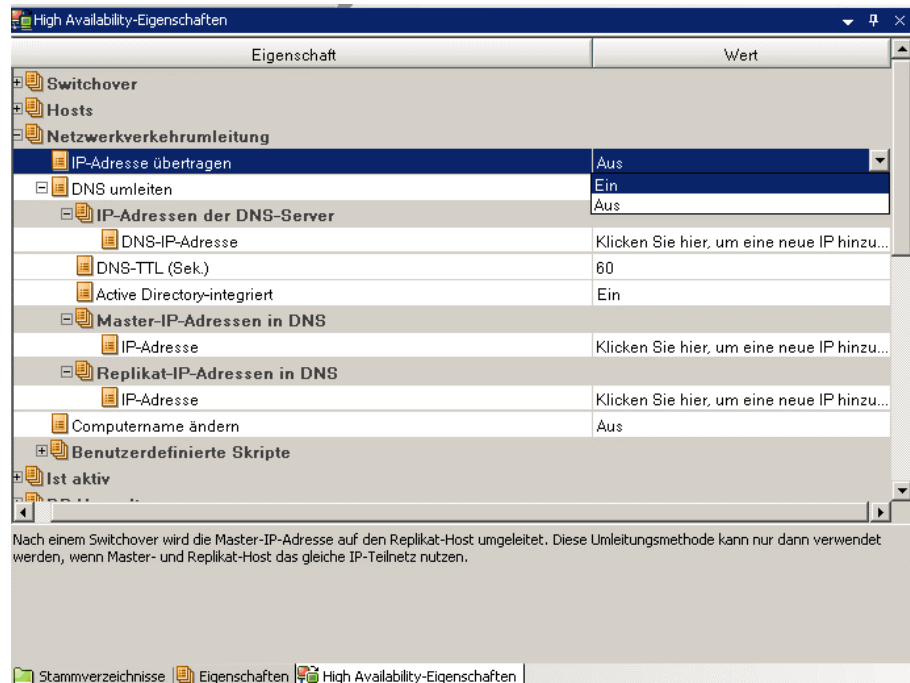 High Availability-Eigenschaften
Eigenschaft Wert
Switchover
Hosts
Netzwerkverkehrumleitung
IP-Adresse übertragen Aus
Ein
DNS umleiten
Aus
IP-Adressen der DNS-Server
DNS-IP-Adresse Klicken Sie hier, um eine neue IP hinzu...
DNS-TTL (Sek.) 60
Active Directory-integriert Ein
Master-IP-Adressen in DNS
IP-Adresse Klicken Sie hier, um eine neue IP hinzu...
Replikat-IP-Adressen in DNS
IP-Adresse Klicken Sie hier, um eine neue IP hinzu...
Computername ändern Aus
Benutzerdefinierte Skripte
Ist aktiv
Nach einem Switchover wird die Master-IP-Adresse auf den Replikat-Host umgeleitet. Diese Umleitungsmethode kann nur dann verwendet
werden, wenn Master- und Replikat-Host das gleiche IP-Teilnetz nutzen.
Stammverzeichnisse Eigenschaften High Availability-Eigenschaften